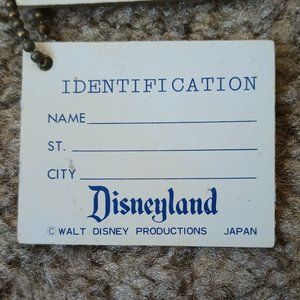 IDENTIFICATION
NAME
ST.
CITY
Disneyland
© WALT DISNEY PRODUCTIONS JAPAN